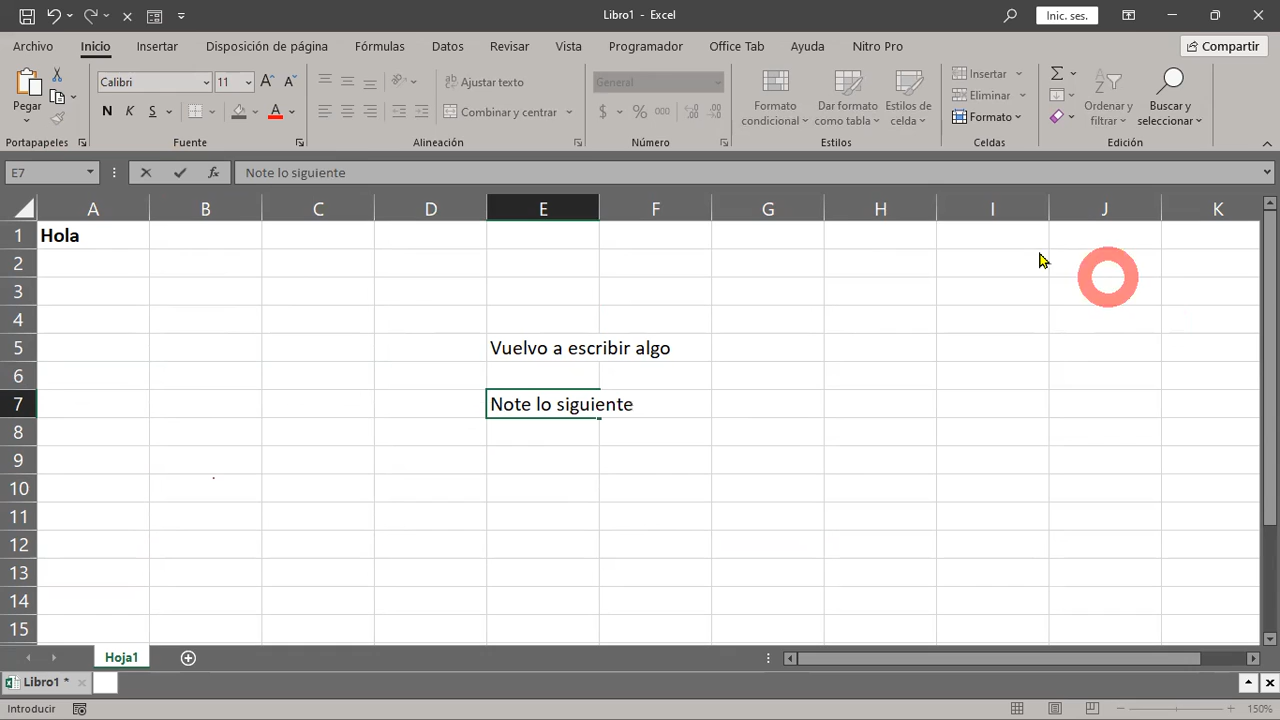 Libro1 - Excel
Inic. ses.
Archivo Inicio Insertar Disposición de página Fórmulas Datos Revisar Vista Programador Office Tab Ayuda Nitro Pro Compartir
Pegar
Calibri 11
N K S
Ajustar texto
Combinar y centrar
General
$ % 000
Formato condicional
Dar formato como tabla
Estilos de celda
Insertar
Eliminar
Formato
Ordenar y filtrar
Buscar y seleccionar
Portapapeles Fuente Alineación Número Estilos Celdas Edición
E7 fx Note lo siguiente
A B C D E F G H I J K
1 Hola
2
3
4
5 Vuelvo a escribir algo
6
7 Note lo siguiente
8
9
10
11
12
13
14
15
Hoja1
Libro1 *
Introducir 150%